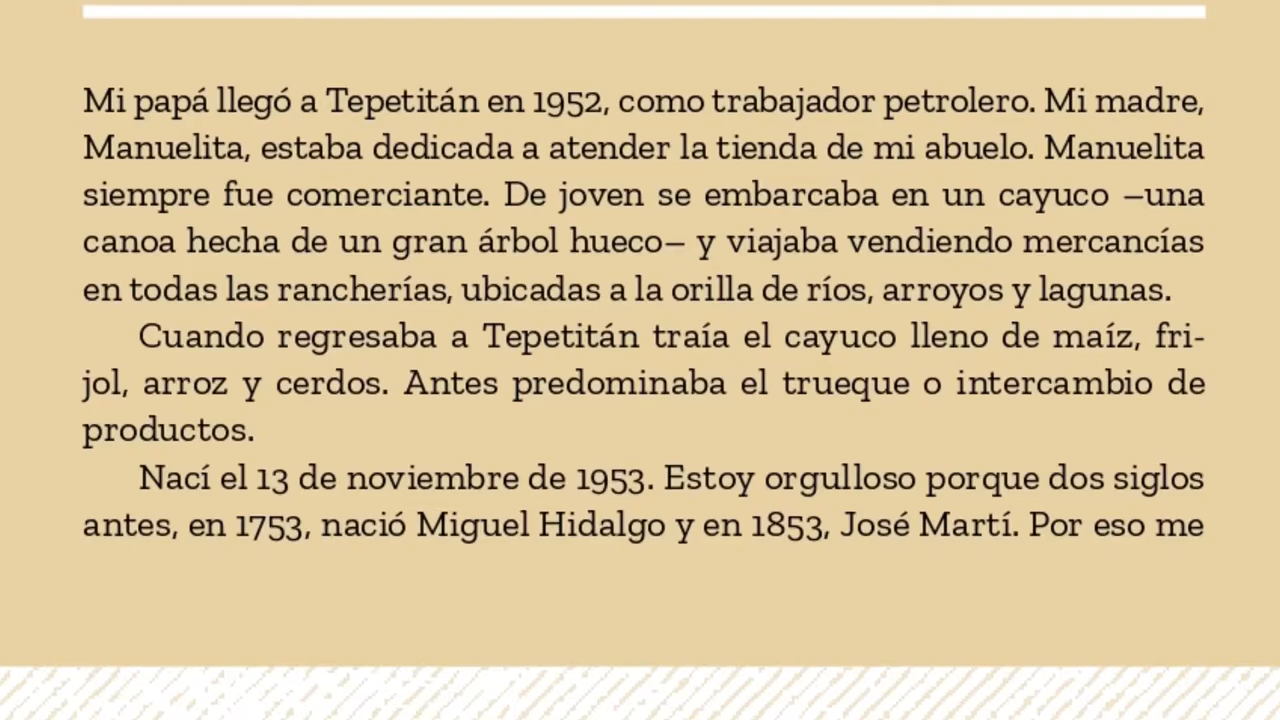 Mi papá llegó a Tepetitán en 1952, como trabajador petrolero. Mi madre,
Manuelita, estaba dedicada a atender la tienda de mi abuelo. Manuelita
siempre fue comerciante. De joven se embarcaba en un cayuco –una
canoa hecha de un gran árbol hueco– y viajaba vendiendo mercancías
en todas las rancherías, ubicadas a la orilla de ríos, arroyos y lagunas.
Cuando regresaba a Tepetitán traía el cayuco lleno de maíz, fri-
jol, arroz y cerdos. Antes predominaba el trueque o intercambio de
productos.
Nací el 13 de noviembre de 1953. Estoy orgulloso porque dos siglos
antes, en 1753, nació Miguel Hidalgo y en 1853, José Martí. Por eso me